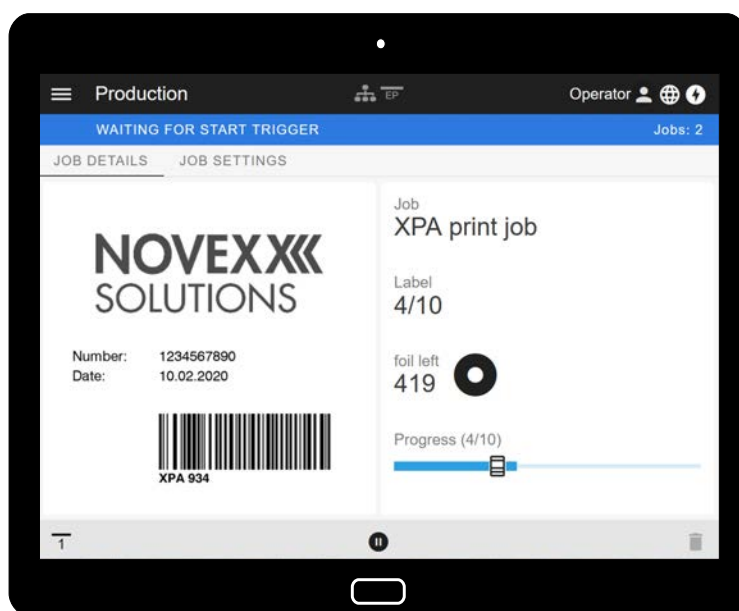 Production
EP
Operator
WAITING FOR START TRIGGER
Jobs: 2
JOB DETAILS
JOB SETTINGS
NOVEXX
SOLUTIONS
Number: 1234567890
Date: 10.02.2020
XPA 934
Job
XPA print job
Label
4/10
foil left
419
Progress (4/10)
1